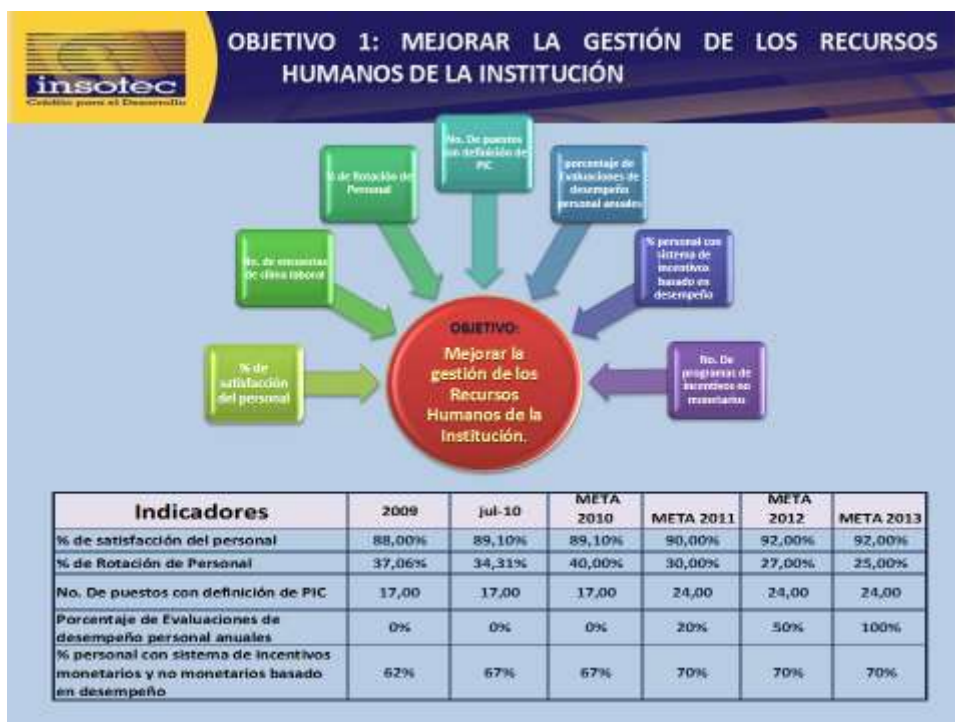 insotec
Crédito para el Desarrollo
OBJETIVO 1: MEJORAR LA GESTIÓN DE LOS RECURSOS
HUMANOS DE LA INSTITUCIÓN
No. De puestos
con definición de
PIC
% de Rotación de
Personal
porcentaje de
Evaluaciones de
desempeño
personal anuales
No. de encuestas
de clima laboral
% personal con
sistema de
incentivos
basado en
desempeño
% de
satisfacción
del personal
No. De
programas de
incentivos no
monetarios
OBJETIVO:
Mejorar la
gestión de los
Recursos
Humanos de la
Institución.
Indicadores 2009 jul-10 META 2010 META 2011 META 2012 META 2013
% de satisfacción del personal 88,00% 89,10% 89,10% 90,00% 92,00% 92,00%
% de Rotación de Personal 37,06% 34,31% 40,00% 30,00% 27,00% 25,00%
No. De puestos con definición de PIC 17,00 17,00 17,00 24,00 24,00 24,00
Porcentaje de Evaluaciones de
desempeño personal anuales 0% 0% 0% 20% 50% 100%
% personal con sistema de incentivos
monetarios y no monetarios basado
en desempeño 62% 67% 67% 70% 70% 70%